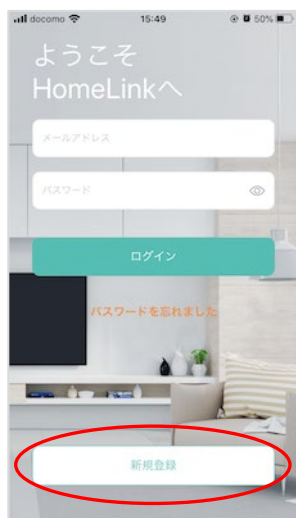 docomo 15:49 50%
ようこそ
HomeLinkへ
メールアドレス
パスワード
ログイン
パスワードを忘れました
新規登録